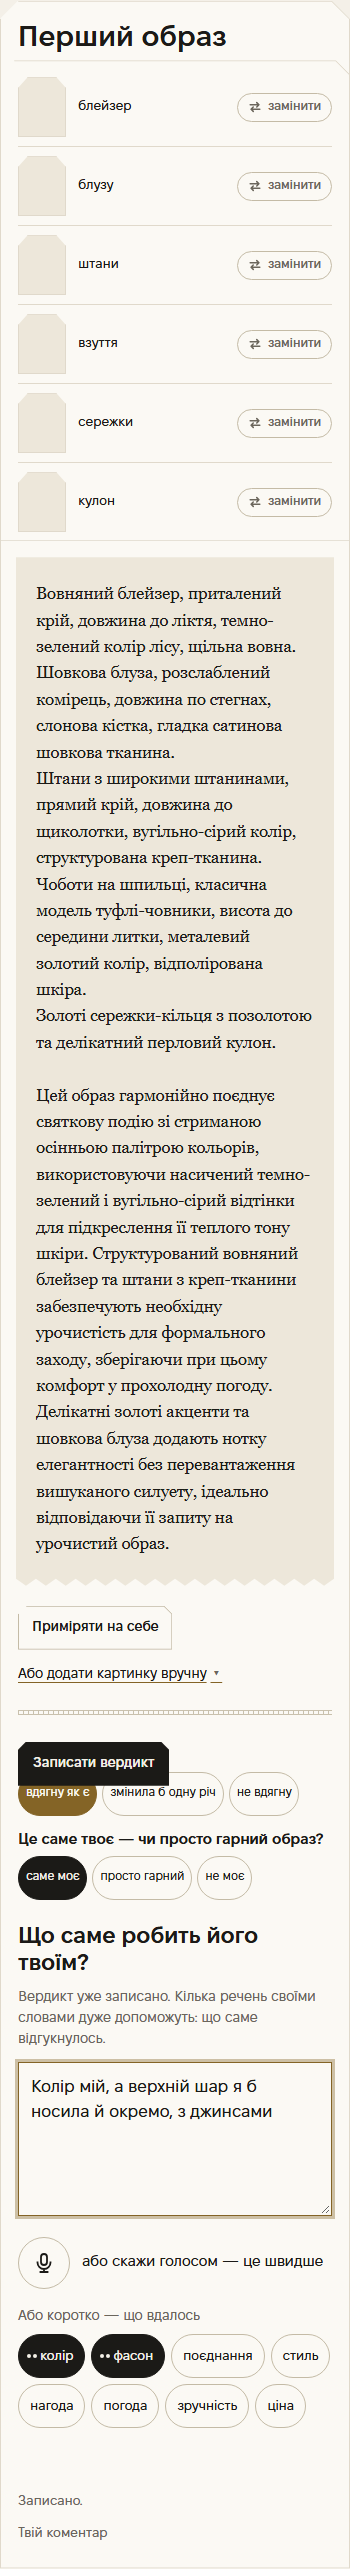 Перший образ
блейзер
замінити
блузу
замінити
штани
замінити
взуття
замінити
сережки
замінити
кулон
замінити
Вовняний блейзер, приталений
крій, довжина до ліктя, темно-
зелений колір лісу, щільна вовна.
Шовкова блуза, розслаблений
комірець, довжина по стегнах,
слонова кістка, гладка сатинова
шовкова тканина.
Штани з широкими штанинами,
прямий крій, довжина до
щиколотки, вугільно-сірий колір,
структурована креп-тканина.
Чоботи на шпильці, класична
модель туфлі-човники, висота до
середини литки, металевий
золотий колір, відполірована
шкіра.
Золоті сережки-кільця з позолотою
та делікатний перловий кулон.
Цей образ гармонійно поєднує
святкову подію зі стриманою
осінньою палітрою кольорів,
використовуючи насичений темно-
зелений і вугільно-сірий відтінки
для підкреслення її теплого тону
шкіри. Структурований вовняний
блейзер та штани з креп-тканини
забезпечують необхідну
урочистість для формального
заходу, зберігаючи при цьому
комфорт у прохолодну погоду.
Делікатні золоті акценти та
шовкова блуза додають нотку
елегантності без перевантаження
вишуканого силуету, ідеально
відповідаючи її запиту на
урочистий образ.
Приміряти на себе
Або додати картинку вручну
Записати вердикт
вдягну як є
змінила б одну річ
не вдягну
Це саме твоє — чи просто гарний образ?
саме моє
просто гарний
не моє
Що саме робить його
твоїм?
Вердикт уже записано. Кілька речень своїми
словами дуже допоможуть: що саме
відгукнулось.
Колір мій, а верхній шар я б
носила й окремо, з джинсами
або скажи голосом — це швидше
Або коротко — що вдалось
колір
фасон
поєднання
стиль
нагода
погода
зручність
ціна
Записано.
Твій коментар